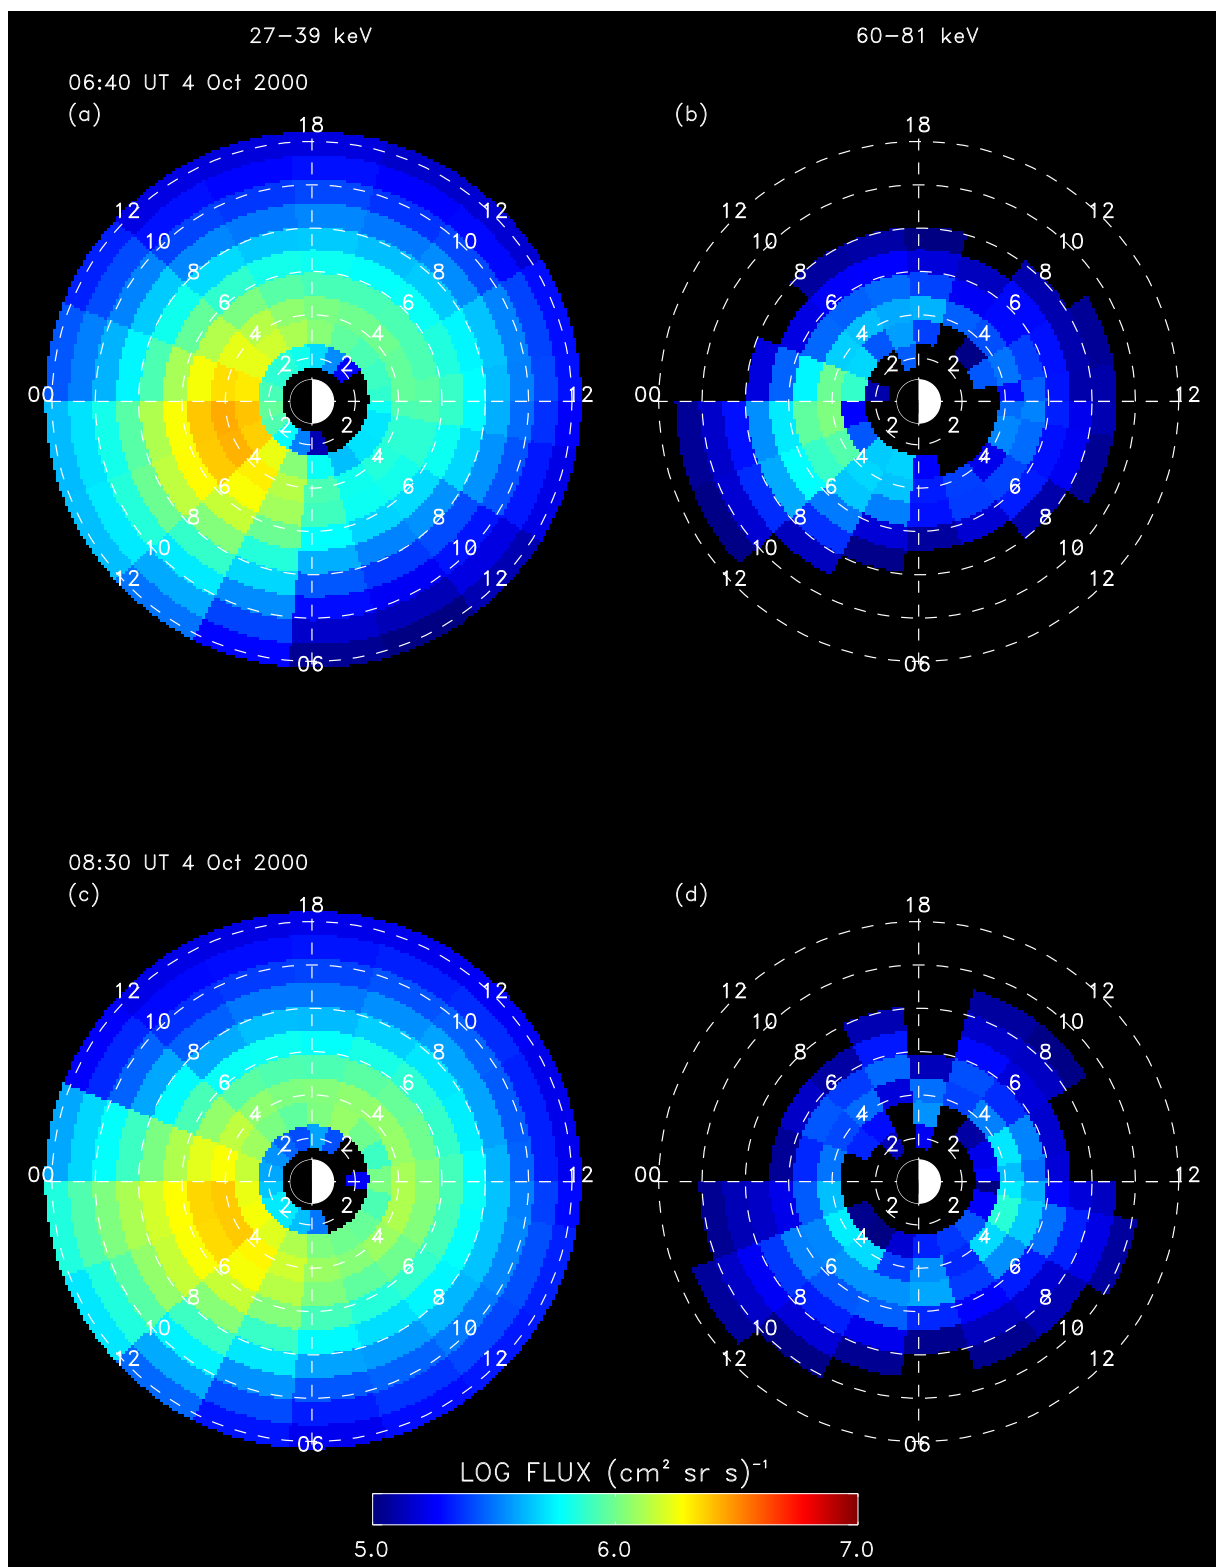 27–39 keV 60–81 keV
06:40 UT 4 Oct 2000
(a) (b)
18 18
12 12 12 12
10 10 10 10
8 8 8 8
6 6 6 6
4 4 4 4
2 2 2 2
00 12 00 12
2 2 2 2
4 4 4 4
6 6 6 6
8 8 8 8
10 10 10 10
12 12 12 12
06 06
08:30 UT 4 Oct 2000
(c) (d)
18 18
12 12 12 12
10 10 10 10
8 8 8 8
6 6 6 6
4 4 4 4
2 2 2 2
00 12 00 12
2 2 2 2
4 4 4 4
6 6 6 6
8 8 8 8
10 10 10 10
12 12 12 12
06 06
LOG FLUX (cm² sr s)⁻¹
5.0 6.0 7.0